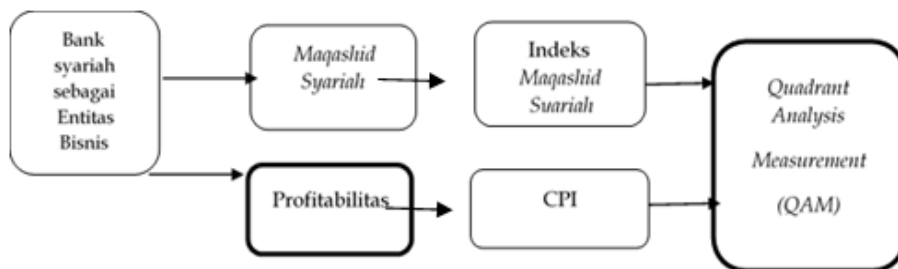 Bank
syariah
sebagai
Entitas
Bisnis
Maqashid
Syariah
Indeks
Maqashid
Suariah
Profitabilitas
CPI
Quadrant
Analysis
Measurement
(QAM)